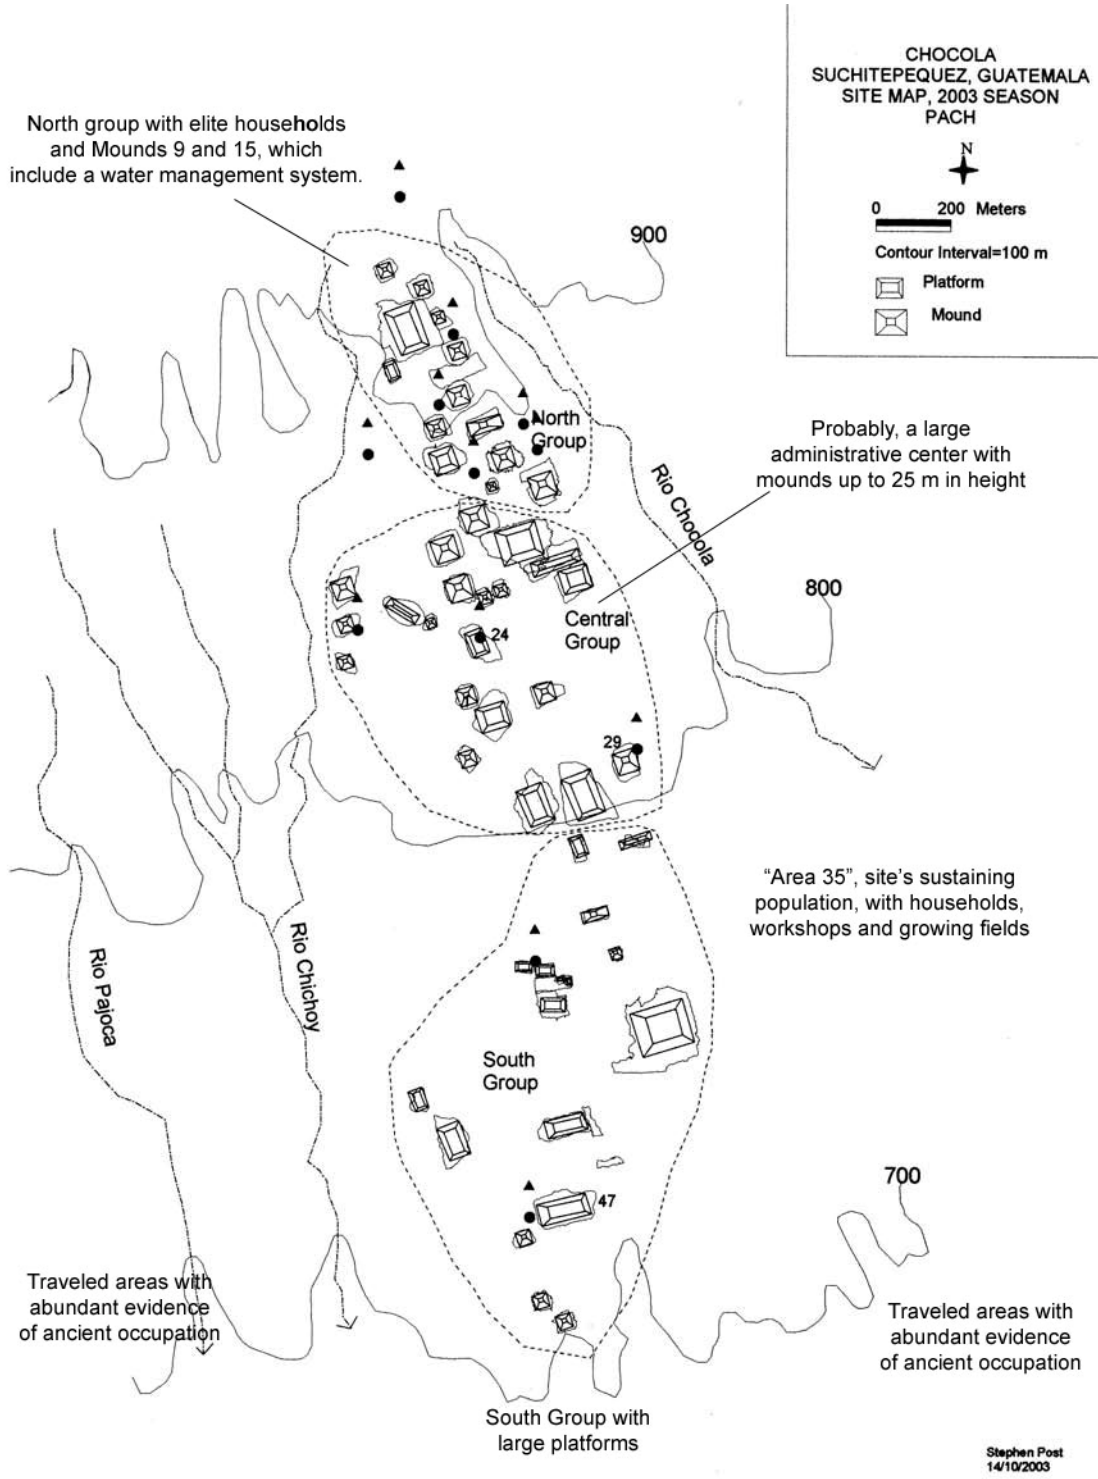 CHOCOLA
SUCHITEPEQUEZ, GUATEMALA
SITE MAP, 2003 SEASON
PACH
N
0 200 Meters
Contour Interval=100 m
Platform
Mound
North group with elite households
and Mounds 9 and 15, which
include a water management system.
900
North
Group
Probably, a large
administrative center with
mounds up to 25 m in height
Rio Chocola
800
Central
Group
24
29
"Area 35", site's sustaining
population, with households,
workshops and growing fields
Rio Pajoca
Rio Chichoy
South
Group
700
47
Traveled areas with
abundant evidence
of ancient occupation
Traveled areas with
abundant evidence
of ancient occupation
South Group with
large platforms
Stephen Post
14/10/2003